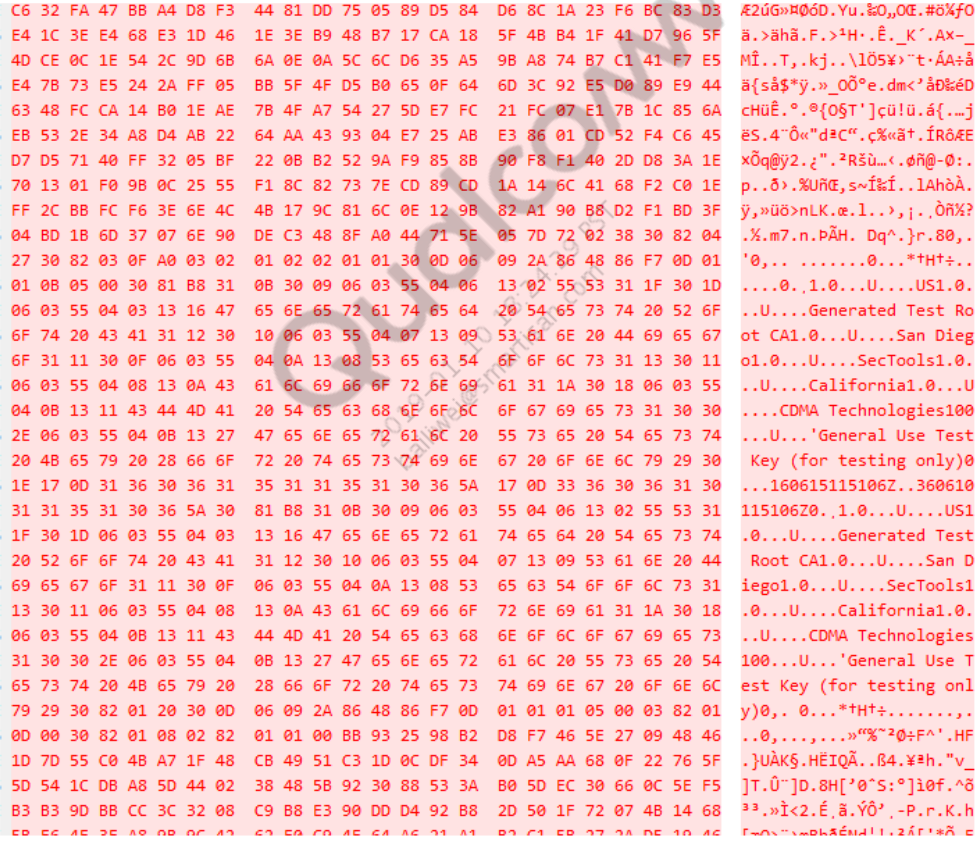 C6 32 FA 47 BB A4 D8 F3 44 81 DD 75 05 89 D5 84 D6 8C 1A 23 F6 BC 83 D3 Æ2úG»¤ØóD.Yu.‰Õ„ÖŒ.#ö¼ƒÓ
E4 1C 3E E4 68 E3 1D 46 1E 3E B9 48 B7 17 CA 18 5F 4B B4 1F 41 D7 96 5F ä.>ähã.F.>¹H·.Ê._K´.A×–_
4D CE 0C 1E 54 2C 9D 6B 6A 0E 0A 5C 6C D6 35 A5 9B A8 74 B7 C1 41 F7 E5 MÎ..T,.kj..\lÖ5¥›¨t·ÁA÷å
E4 7B 73 E5 24 2A FF 05 BB 5F 4F D5 B0 65 0F 64 6D 3C 92 E5 D0 89 E9 44 ä{så$*ÿ.»_OÕ°e.dm<’åÐ‰éD
63 48 FC CA 14 B0 1E AE 7B 4F A7 54 27 5D E7 FC 21 FC 07 E1 7B 1C 85 6A cHüÊ.°.®{O§T']çü!ü.á{.…j
EB 53 2E 34 A8 D4 AB 22 64 AA 43 93 04 E7 25 AB E3 86 01 CD 52 F4 C6 45 ëS.4¨Ô«"dªC“.ç%«ã†.ÍRôÆE
D7 D5 71 40 FF 32 05 BF 22 0B B2 52 9A F9 85 8B 90 F8 F1 40 2D D8 3A 1E ×Õq@ÿ2.¿".²Ršù…‹.øñ@-Ø:.
70 13 01 F0 9B 0C 25 55 F1 8C 82 73 7E CD 89 CD 1A 14 6C 41 68 F2 C0 1E p..ð›.%UñŒ‚s~Í‰Í..lAhòÀ.
FF 2C BB FC F6 3E 6E 4C 4B 17 9C 81 6C 0E 12 9B 82 A1 90 B8 D2 F1 BD 3F ÿ,»üö>nLK.œ.l..›‚¡.¸Òñ½?
04 BD 1B 6D 37 07 6E 90 DE C3 48 8F A0 44 71 5E 05 7D 72 02 38 30 82 04 .½.m7.n.ÞÃH. Dq^.}r.80‚.
27 30 82 03 0F A0 03 02 01 02 02 01 01 30 0D 06 09 2A 86 48 86 F7 0D 01 '0‚.. .......0...*†H†÷..
01 0B 05 00 30 81 B8 31 0B 30 09 06 03 55 04 06 13 02 55 53 31 1F 30 1D ....0.¸1.0...U....US1.0.
06 03 55 04 03 13 16 47 65 6E 65 72 61 74 65 64 20 54 65 73 74 20 52 6F ..U....Generated Test Ro
6F 74 20 43 41 31 12 30 10 06 03 55 04 07 13 09 53 61 6E 20 44 69 65 67 ot CA1.0...U....San Dieg
6F 31 11 30 0F 06 03 55 04 0A 13 08 53 65 63 54 6F 6F 6C 73 31 13 30 11 o1.0...U....SecTools1.0.
06 03 55 04 08 13 0A 43 61 6C 69 66 6F 72 6E 69 61 31 1A 30 18 06 03 55 ..U....California1.0...U
04 0B 13 11 43 44 4D 41 20 54 65 63 68 6E 6F 6C 6F 67 69 65 73 31 30 30 ....CDMA Technologies100
2E 06 03 55 04 0B 13 27 47 65 6E 65 72 61 6C 20 55 73 65 20 54 65 73 74 ...U...'General Use Test
20 4B 65 79 20 28 66 6F 72 20 74 65 73 74 69 6E 67 20 6F 6E 6C 79 29 30 Key (for testing only)0
1E 17 0D 31 36 30 36 31 35 31 31 35 31 30 36 5A 17 0D 33 36 30 36 31 30 ...160615115106Z..360610
31 31 35 31 30 36 5A 30 81 B8 31 0B 30 09 06 03 55 04 06 13 02 55 53 31 115106Z0.¸1.0...U....US1
1F 30 1D 06 03 55 04 03 13 16 47 65 6E 65 72 61 74 65 64 20 54 65 73 74 .0...U....Generated Test
20 52 6F 6F 74 20 43 41 31 12 30 10 06 03 55 04 07 13 09 53 61 6E 20 44 Root CA1.0...U....San D
69 65 67 6F 31 11 30 0F 06 03 55 04 0A 13 08 53 65 63 54 6F 6F 6C 73 31 iego1.0...U....SecTools1
13 30 11 06 03 55 04 08 13 0A 43 61 6C 69 66 6F 72 6E 69 61 31 1A 30 18 .0...U....California1.0.
06 03 55 04 0B 13 11 43 44 4D 41 20 54 65 63 68 6E 6F 6C 6F 67 69 65 73 ..U....CDMA Technologies
31 30 30 2E 06 03 55 04 0B 13 27 47 65 6E 65 72 61 6C 20 55 73 65 20 54 100...U...'General Use T
65 73 74 20 4B 65 79 20 28 66 6F 72 20 74 65 73 74 69 6E 67 20 6F 6E 6C est Key (for testing onl
79 29 30 82 01 20 30 0D 06 09 2A 86 48 86 F7 0D 01 01 01 05 00 03 82 01 y)0‚. 0...*†H†÷.......‚.
0D 00 30 82 01 08 02 82 01 01 00 BB 93 25 98 B2 D8 F7 46 5E 27 09 48 46 ..0‚...‚...»“%˜²Ø÷F^'.HF
1D 7D 55 C0 4B A7 1F 48 CB 49 51 C3 1D 0C DF 34 0D A5 AA 68 0F 22 76 5F .}UÀK§.HËIQÃ..ß4.¥ªh."v_
5D 54 1C DB A8 5D 44 02 38 48 5B 92 30 88 53 3A B0 5D EC 30 66 0C 5E F5 ]T.Û¨]D.8H[’0ˆS:°]ì0f.^õ
B3 B3 9D BB CC 3C 32 08 C9 B8 E3 90 DD D4 92 B8 2D 50 1F 72 07 4B 14 68 ³³.»Ì<2.É¸ã.ÝÔ’¸-P.r.K.h
Qualcom